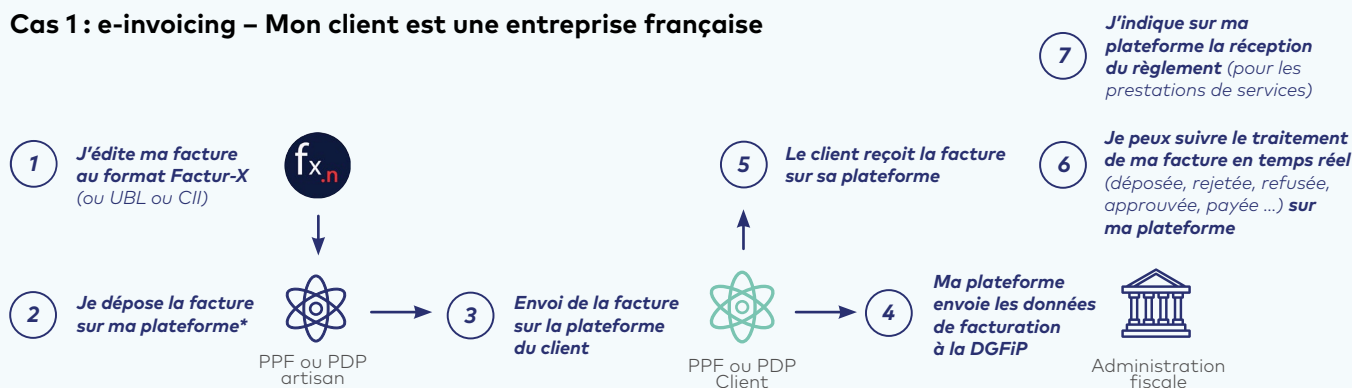 Cas 1 : e-invoicing – Mon client est une entreprise française
1
J'édite ma facture
au format Factur-X
(ou UBL ou CII)
fx.n
2
Je dépose la facture
sur ma plateforme*
PPF ou PDP
artisan
3
Envoi de la facture
sur la plateforme
du client
PPF ou PDP
Client
4
Ma plateforme
envoie les données
de facturation
à la DGFiP
Administration
fiscale
5
Le client reçoit la facture
sur sa plateforme
6
Je peux suivre le traitement
de ma facture en temps réel
(déposée, rejetée, refusée,
approuvée, payée ...) sur
ma plateforme
7
J'indique sur ma
plateforme la réception
du règlement (pour les
prestations de services)